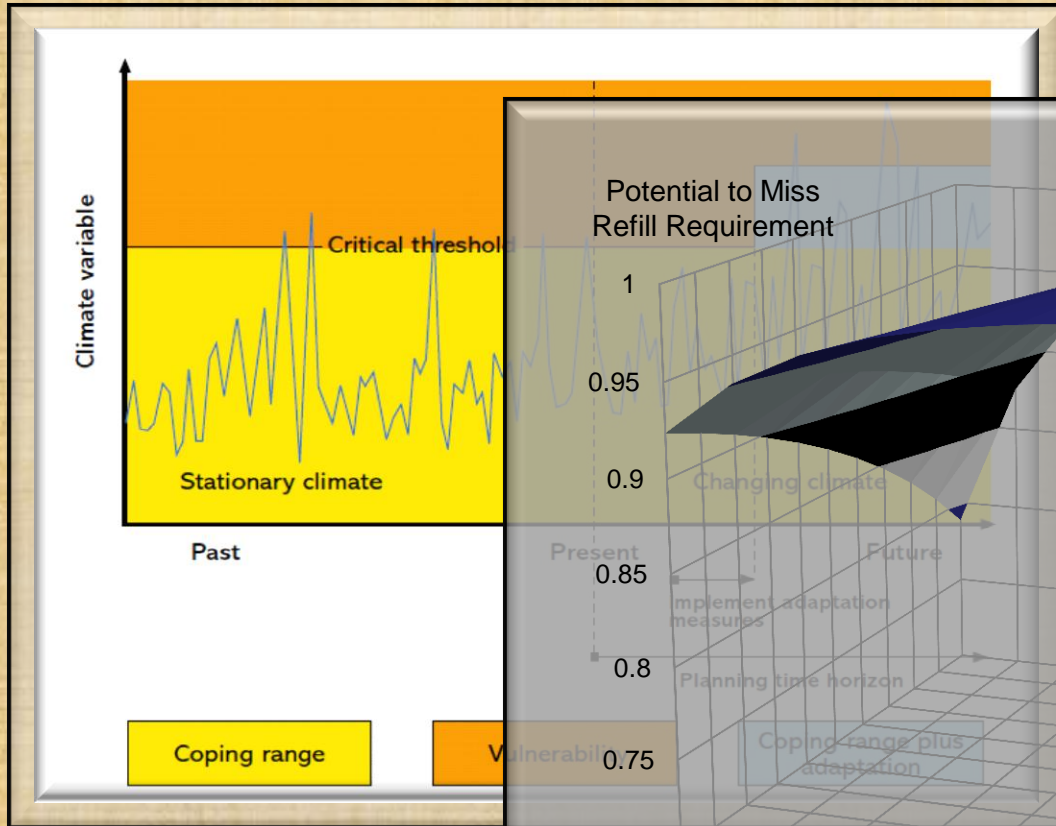 Climate variable
Critical threshold
Stationary climate
Changing climate
Past
Present
Future
Implement adaptation
measures
Planning time horizon
Coping range
Vulnerability
Coping range plus
adaptation
Potential to Miss
Refill Requirement
1
0.95
0.9
0.85
0.8
0.75